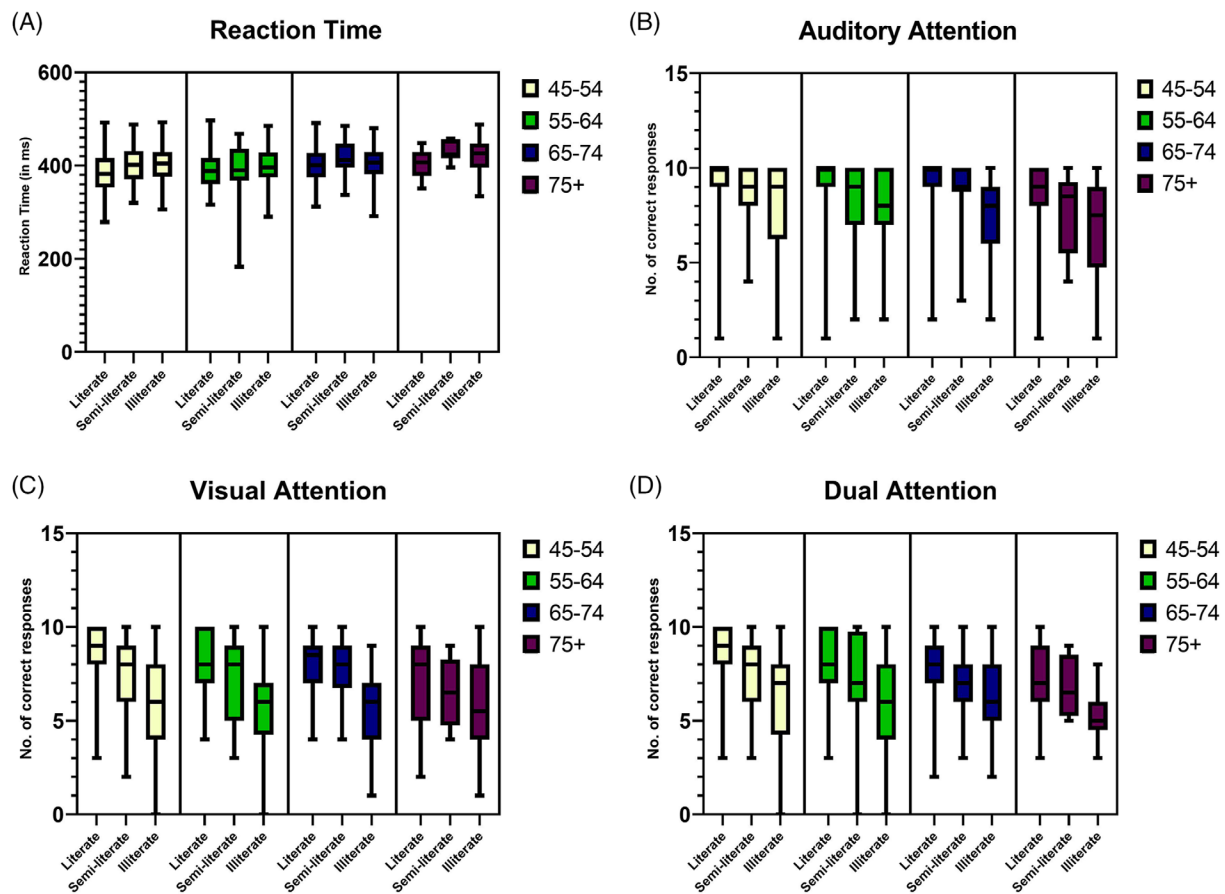 (A)
Reaction Time
Reaction Time (in ms)
600
400
200
0
Literate
Semi-literate
Illiterate
Literate
Semi-literate
Illiterate
Literate
Semi-literate
Illiterate
Literate
Semi-literate
Illiterate
45-54
55-64
65-74
75+
(B)
Auditory Attention
No. of correct responses
15
10
5
0
Literate
Semi-literate
Illiterate
Literate
Semi-literate
Illiterate
Literate
Semi-literate
Illiterate
Literate
Semi-literate
Illiterate
45-54
55-64
65-74
75+
(C)
Visual Attention
No. of correct responses
15
10
5
0
Literate
Semi-literate
Illiterate
Literate
Semi-literate
Illiterate
Literate
Semi-literate
Illiterate
Literate
Semi-literate
Illiterate
45-54
55-64
65-74
75+
(D)
Dual Attention
No. of correct responses
15
10
5
0
Literate
Semi-literate
Illiterate
Literate
Semi-literate
Illiterate
Literate
Semi-literate
Illiterate
Literate
Semi-literate
Illiterate
45-54
55-64
65-74
75+